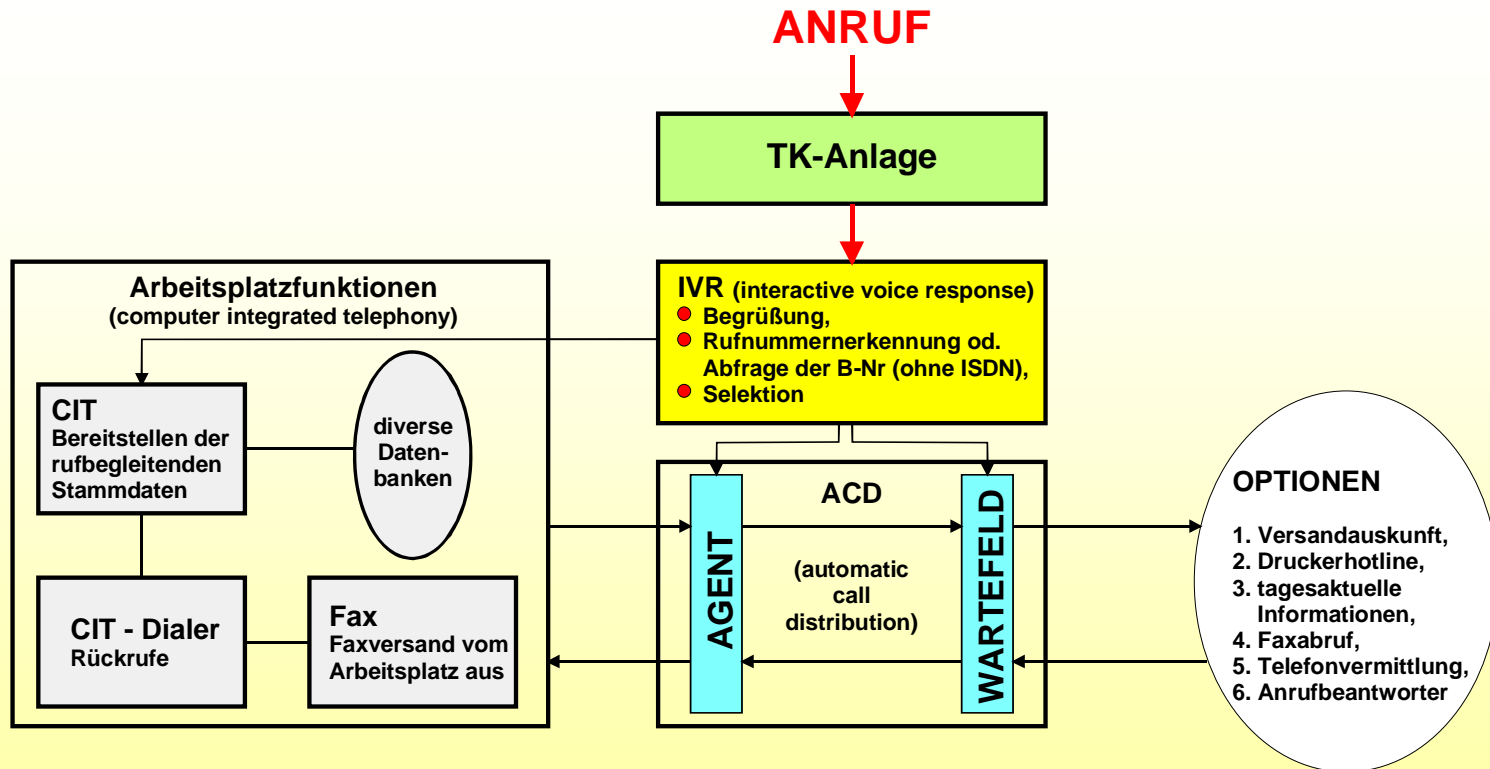 ANRUF
TK-Anlage
Arbeitsplatzfunktionen
(computer integrated telephony)
IVR (interactive voice response)
Begrüßung,
Rufnummernerkennung od.
Abfrage der B-Nr (ohne ISDN),
Selektion
CIT
Bereitstellen der
rufbegleitenden
Stammdaten
diverse
Daten-
banken
CIT - Dialer
Rückrufe
Fax
Faxversand vom
Arbeitsplatz aus
AGENT
ACD
(automatic
call
distribution)
WARTEFELD
OPTIONEN
1. Versandauskunft,
2. Druckerhotline,
3. tagesaktuelle
Informationen,
4. Faxabruf,
5. Telefonvermittlung,
6. Anrufbeantworter